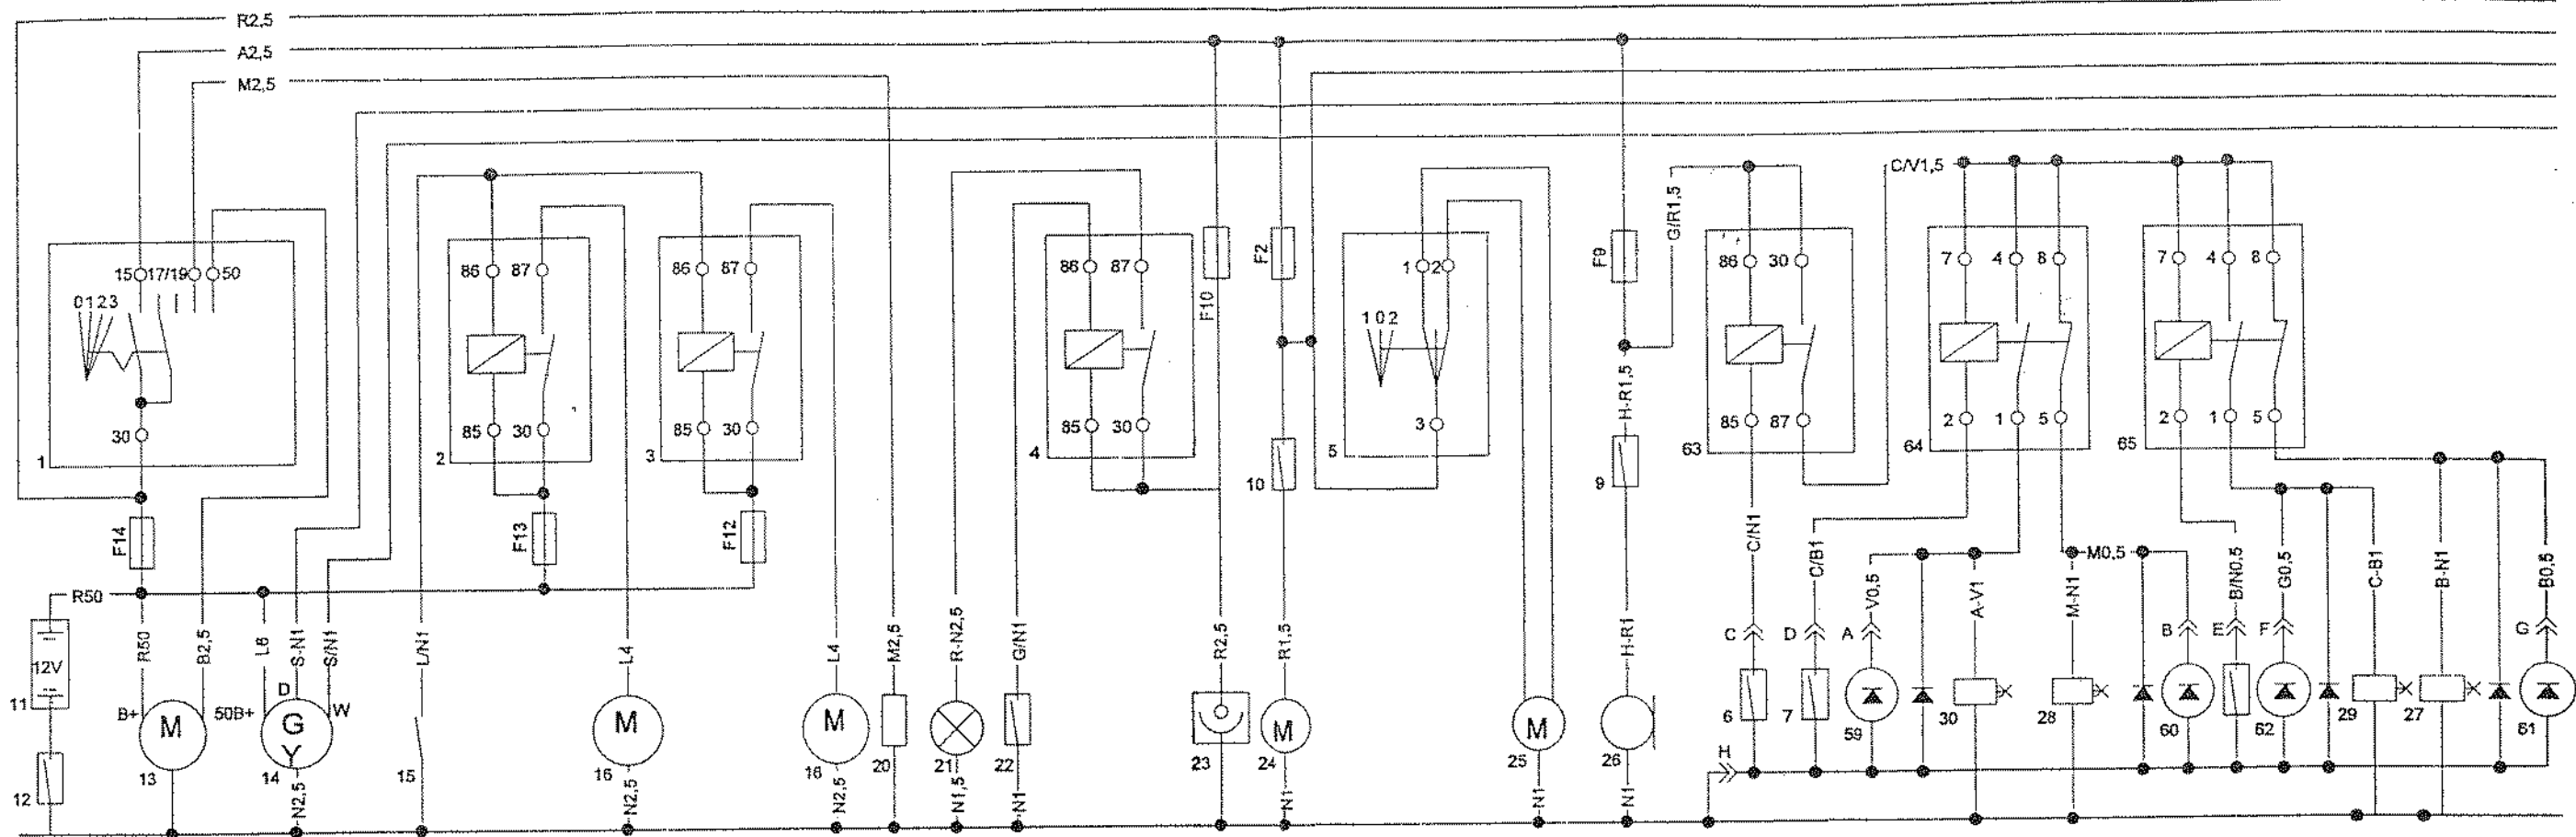 R2,5
A2,5
M2,5
C/V1,5
G/R1,5
15 17/19 50
0123
30
1
86 87
85 30
2
86 87
85 30
3
86 87
85 30
4
F10
F2
1 2
1 0 2
3
5
F9
H-R1,5
86 30
85 87
63
7 4 8
2 1 5
64
7 4 8
2 1 5
65
10
9
F14
F13
F12
C/N1
C/B1
V0,5
A-V1
M-N1
M0,5
B/N0,5
G0,5
C-B1
B-N1
B0,5
R50
R50
B2,5
L6
S-N1
S/N1
L/N1
L4
L4
M2,5
R-N2,5
G/N1
R2,5
R1,5
H-R1
C
D
A
B
E
F
G
12V
11
B+
M
13
50B+
D
W
G
Y
14
15
M
16
M
16
20
21
22
23
M
24
M
25
26
6
7
59
30
28
60
62
29
27
61
H
12
N2,5
N2,5
N2,5
N1,5
N1
N1
N1
N1